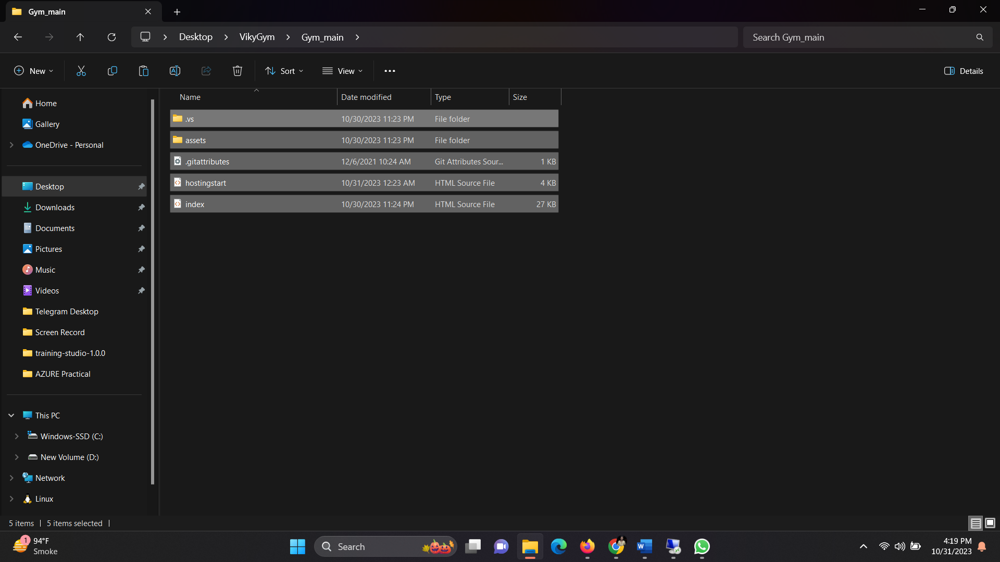 Gym_main
Desktop VikyGym Gym_main
Search Gym_main
New Sort View Details
Name Date modified Type Size
.vs 10/30/2023 11:23 PM File folder
assets 10/30/2023 11:23 PM File folder
.gitattributes 12/6/2021 10:24 AM Git Attributes Sour... 1 KB
hostingstart 10/31/2023 12:23 AM HTML Source File 4 KB
index 10/30/2023 11:24 PM HTML Source File 27 KB
Home
Gallery
OneDrive - Personal
Desktop
Downloads
Documents
Pictures
Music
Videos
Telegram Desktop
Screen Record
training-studio-1.0.0
AZURE Practical
This PC
Windows-SSD (C:)
New Volume (D:)
Network
Linux
5 items 5 items selected
1
94°F
Smoke
Search
W
4:19 PM
10/31/2023